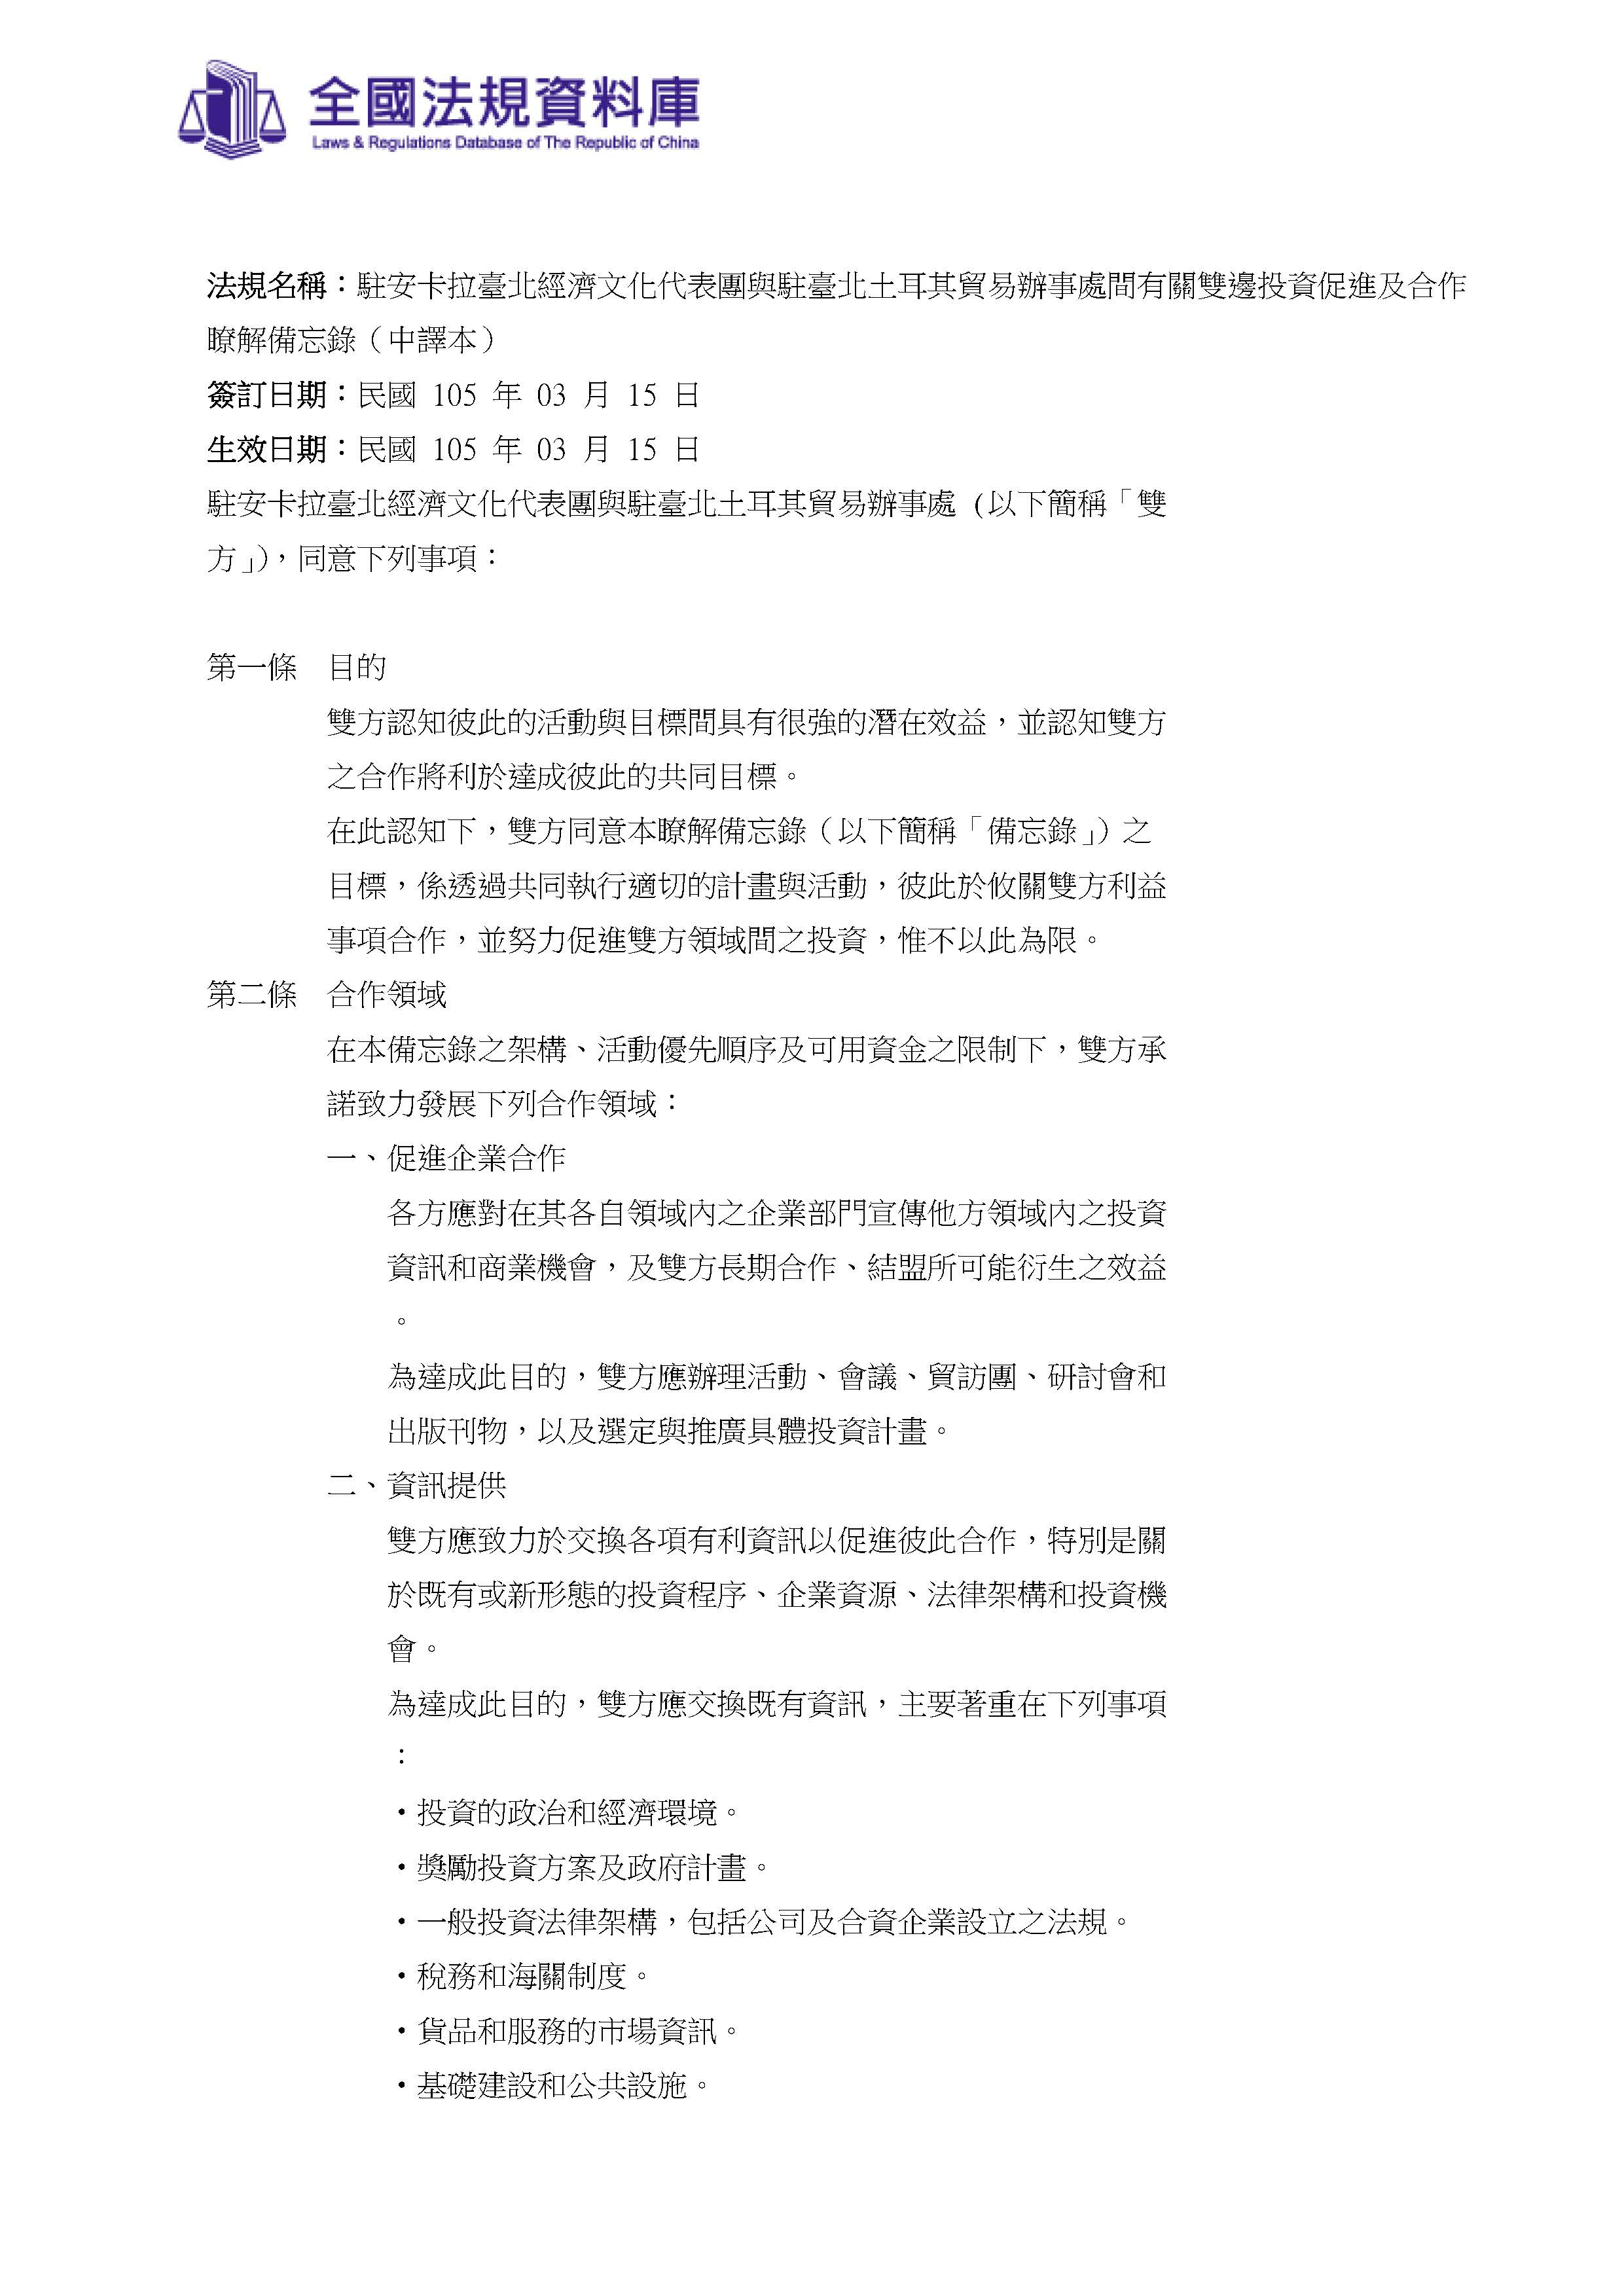 全國法規資料庫
Laws & Regulations Database of The Republic of China
法規名稱：駐安卡拉臺北經濟文化代表團與駐臺北土耳其貿易辦事處間有關雙邊投資促進及合作
瞭解備忘錄（中譯本）
簽訂日期：民國 105 年 03 月 15 日
生效日期：民國 105 年 03 月 15 日
駐安卡拉臺北經濟文化代表團與駐臺北土耳其貿易辦事處 (以下簡稱「雙
方」)，同意下列事項：
第一條　目的
雙方認知彼此的活動與目標間具有很強的潛在效益，並認知雙方
之合作將利於達成彼此的共同目標。
在此認知下，雙方同意本瞭解備忘錄（以下簡稱「備忘錄」）之
目標，係透過共同執行適切的計畫與活動，彼此於攸關雙方利益
事項合作，並努力促進雙方領域間之投資，惟不以此為限。
第二條　合作領域
在本備忘錄之架構、活動優先順序及可用資金之限制下，雙方承
諾致力發展下列合作領域：
一、促進企業合作
各方應對在其各自領域內之企業部門宣傳他方領域內之投資
資訊和商業機會，及雙方長期合作、結盟所可能衍生之效益
。
為達成此目的，雙方應辦理活動、會議、貿訪團、研討會和
出版刊物，以及選定與推廣具體投資計畫。
二、資訊提供
雙方應致力於交換各項有利資訊以促進彼此合作，特別是關
於既有或新形態的投資程序、企業資源、法律架構和投資機
會。
為達成此目的，雙方應交換既有資訊，主要著重在下列事項
：
‧投資的政治和經濟環境。
‧獎勵投資方案及政府計畫。
‧一般投資法律架構，包括公司及合資企業設立之法規。
‧稅務和海關制度。
‧貨品和服務的市場資訊。
‧基礎建設和公共設施。